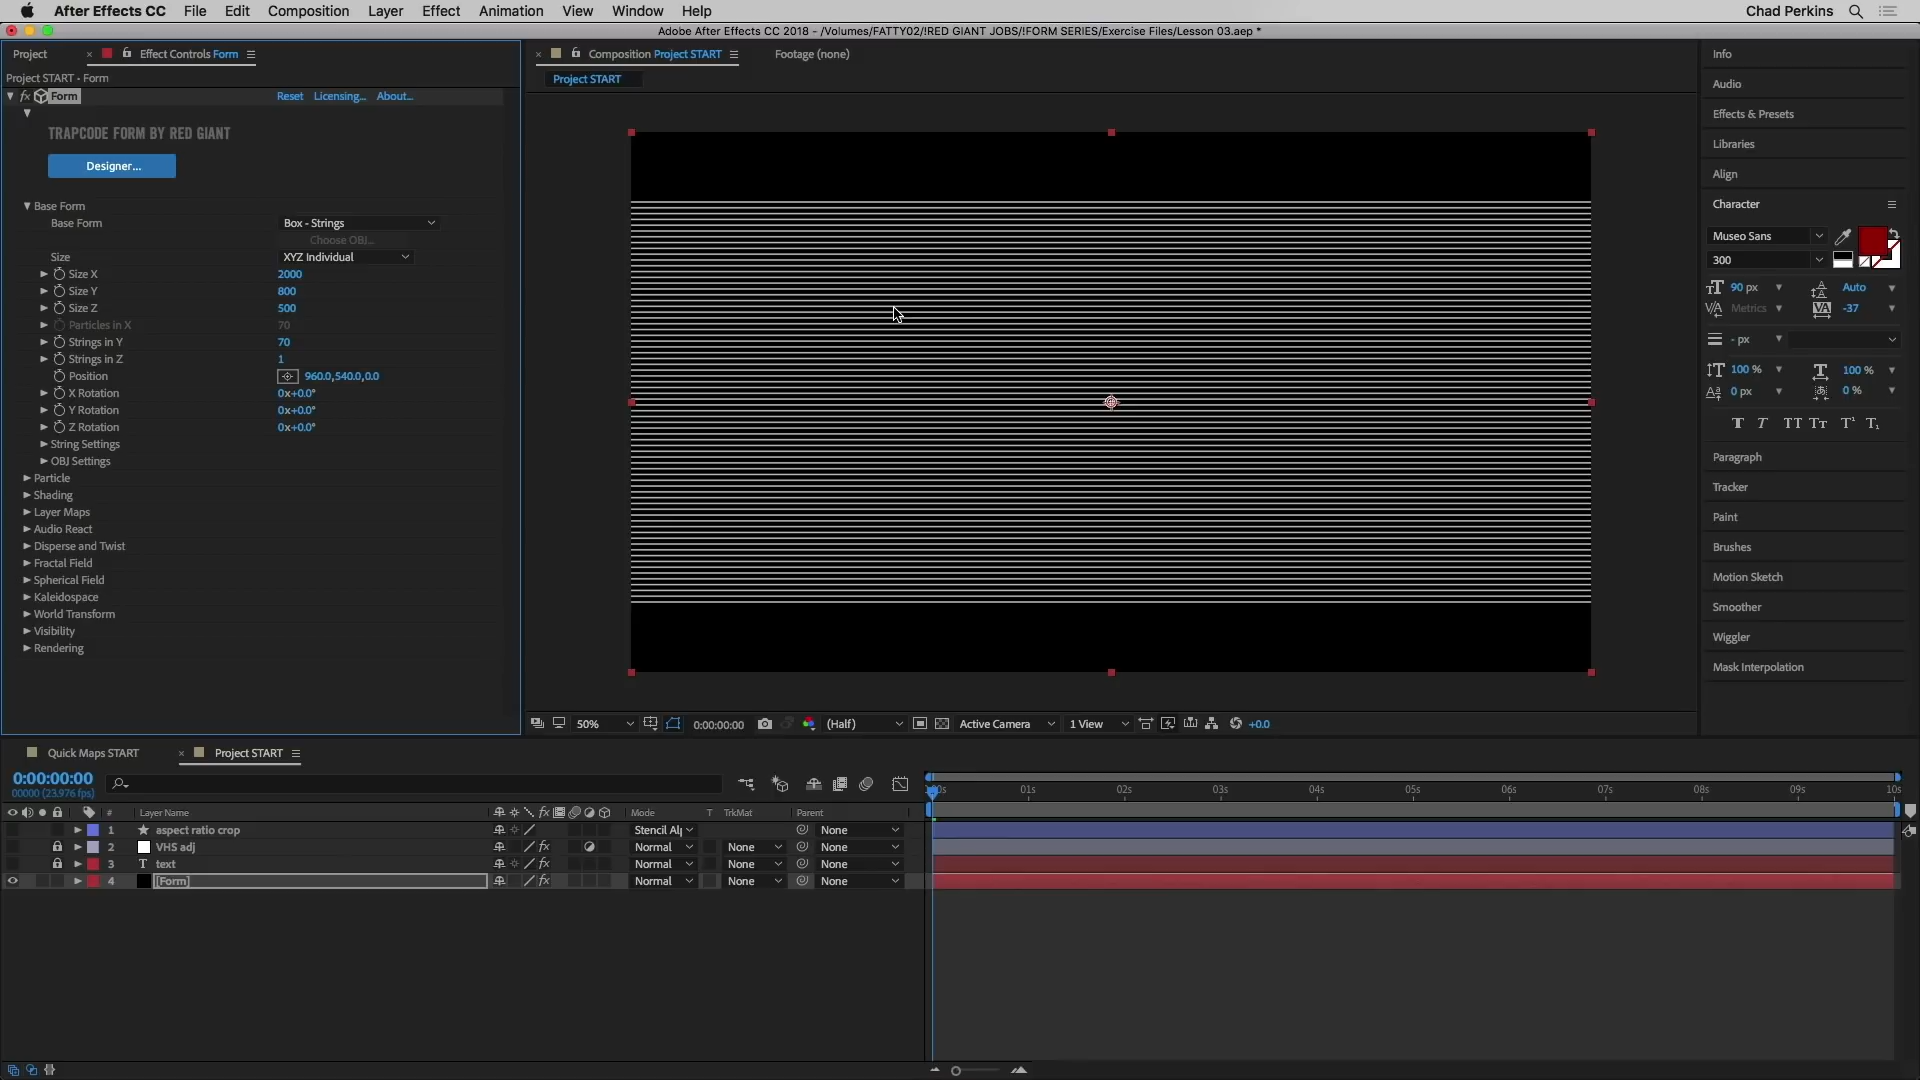 After Effects CC File Edit Composition Layer Effect Animation View Window Help Chad Perkins
Adobe After Effects CC 2018 - /Volumes/FATTY02/!RED GIANT JOBS/!FORM SERIES/Exercise Files/Lesson 03.aep *
Project × Effect Controls Form
Project START • Form
fx Form Reset Licensing... About...
TRAPCODE FORM BY RED GIANT
Designer...
Base Form
Base Form Box - Strings
Choose OBJ...
Size XYZ Individual
Size X 2000
Size Y 800
Size Z 500
Particles in X 70
Strings in Y 70
Strings in Z 1
Position 960.0,540.0,0.0
X Rotation 0x+0.0°
Y Rotation 0x+0.0°
Z Rotation 0x+0.0°
String Settings
OBJ Settings
Particle
Shading
Layer Maps
Audio React
Disperse and Twist
Fractal Field
Spherical Field
Kaleidospace
World Transform
Visibility
Rendering
× Composition Project START Footage (none)
Project START
50% 0:00:00:00 (Half) Active Camera 1 View +0.0
Info
Audio
Effects & Presets
Libraries
Align
Character
Museo Sans
300
90 px Auto
Metrics -37
- px
100 % 100 %
0 px 0 %
T T TT Tt T¹ T₁
Paragraph
Tracker
Paint
Brushes
Motion Sketch
Smoother
Wiggler
Mask Interpolation
Quick Maps START × Project START
0:00:00:00
00000 (23.976 fps)
# Layer Name fx Mode T TrkMat Parent
1 aspect ratio crop Stencil Alp None
2 VHS adj fx Normal None None
3 T text fx Normal None None
4 [Form] fx Normal None None
:00s 01s 02s 03s 04s 05s 06s 07s 08s 09s 10s